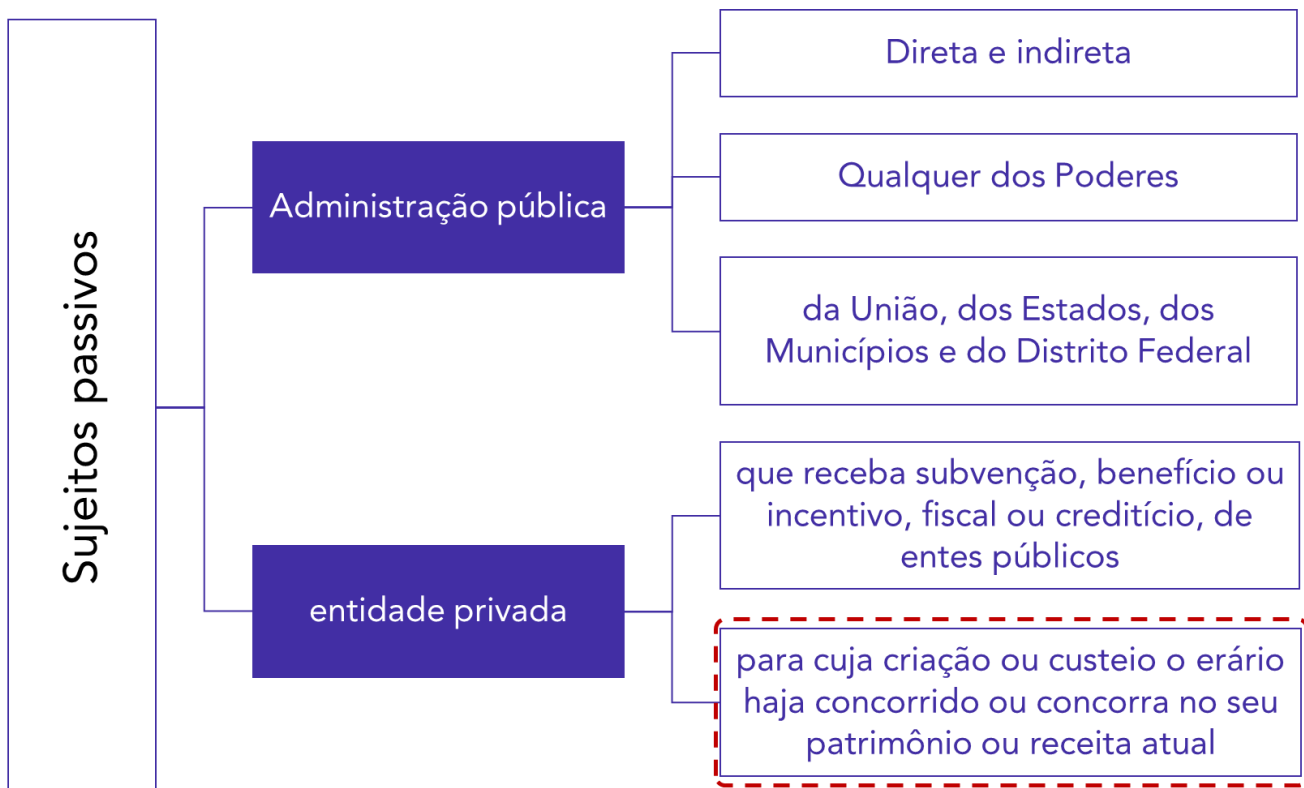 Sujeitos passivos
Administração pública
Direta e indireta
Qualquer dos Poderes
da União, dos Estados, dos
Municípios e do Distrito Federal
entidade privada
que receba subvenção, benefício ou
incentivo, fiscal ou creditício, de
entes públicos
para cuja criação ou custeio o erário
haja concorrido ou concorra no seu
patrimônio ou receita atual